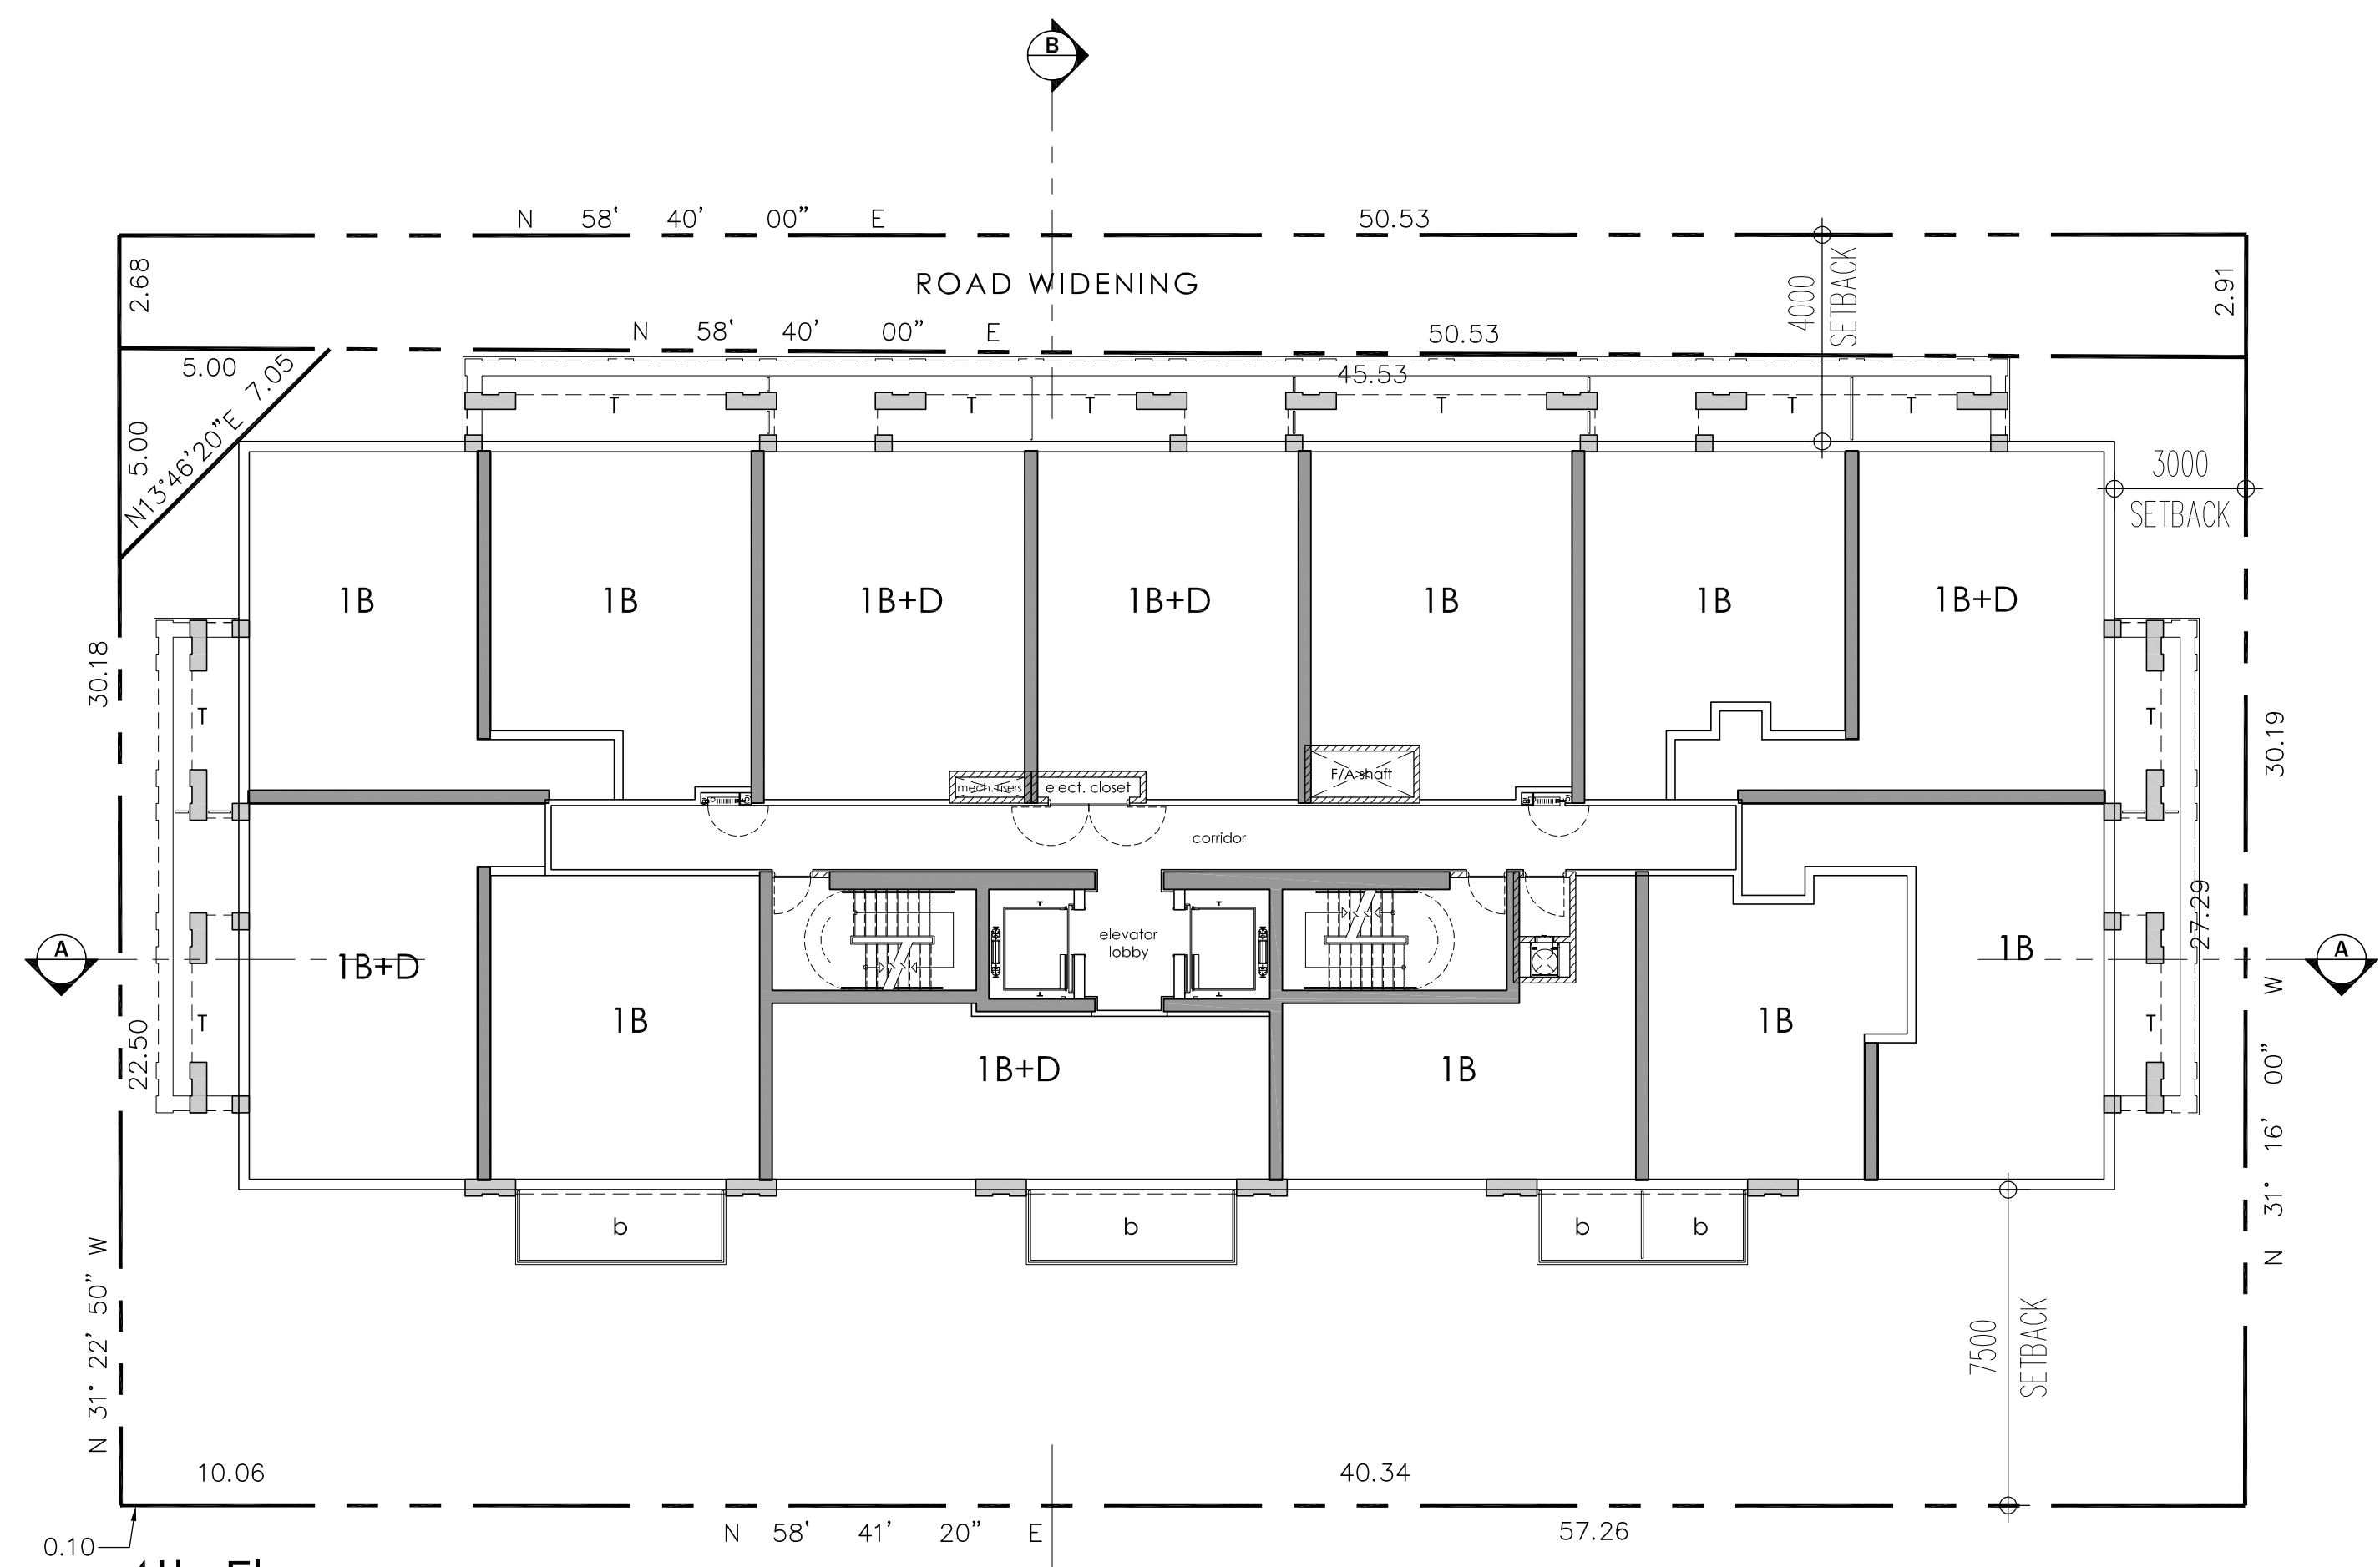 B
N 58‘ 40’ 00” E
50.53
2.68
ROAD WIDENING
4000
SETBACK
2.91
N 58‘ 40’ 00” E
50.53
5.00
7.05
45.53
T
T
T
T
T
T
5.00
N13°46’20”E
3000
SETBACK
1B
1B
1B+D
1B+D
1B
1B
1B+D
30.18
T
T
30.19
mech. risers
elect. closet
F/A shaft
corridor
elevator
lobby
A
A
27.29
1B+D
1B
1B+D
1B
1B
1B
T
T
22.50
b
b
b
b
N 31° 22’ 50” W
N 31° 16’ 00” W
7500
SETBACK
10.06
40.34
0.10
N 58‘ 41’ 20” E
57.26